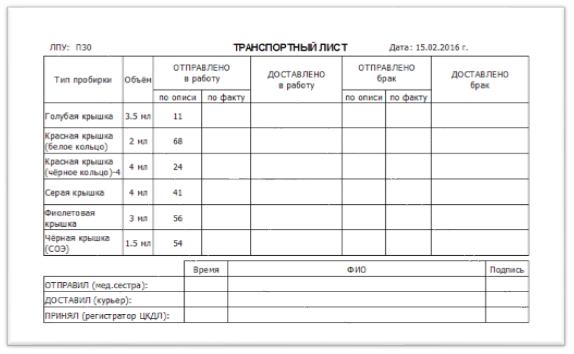 ЛПУ: П30 ТРАНСПОРТНЫЙ ЛИСТ Дата: 15.02.2016 г.
Тип пробирки Объём ОТПРАВЛЕНО в работу ДОСТАВЛЕНО в работу ОТПРАВЛЕНО брак ДОСТАВЛЕНО брак
по описи по факту по описи по факту
Голубая крышка 3.5 мл 11
Красная крышка (белое кольцо) 2 мл 68
Красная крышка (чёрное кольцо)-4 4 мл 24
Серая крышка 4 мл 41
Фиолетовая крышка 3 мл 56
Чёрная крышка (СОЭ) 1.5 мл 54
Время ФИО Подпись
ОТПРАВИЛ (мед.сестра):
ДОСТАВИЛ (курьер):
ПРИНЯЛ (регистратор ЦКДЛ):